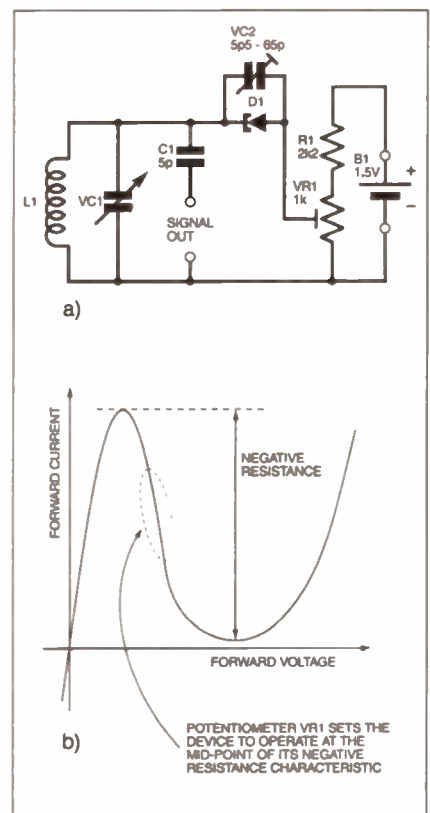 VC2
5p5 - 65p
D1
C1
5p
R1
2k2
B1
1.5V
+
−
VR1
1k
L1
VC1
SIGNAL
OUT
a)
FORWARD CURRENT
NEGATIVE
RESISTANCE
FORWARD VOLTAGE
b)
POTENTIOMETER VR1 SETS THE
DEVICE TO OPERATE AT THE
MID-POINT OF ITS NEGATIVE
RESISTANCE CHARACTERISTIC